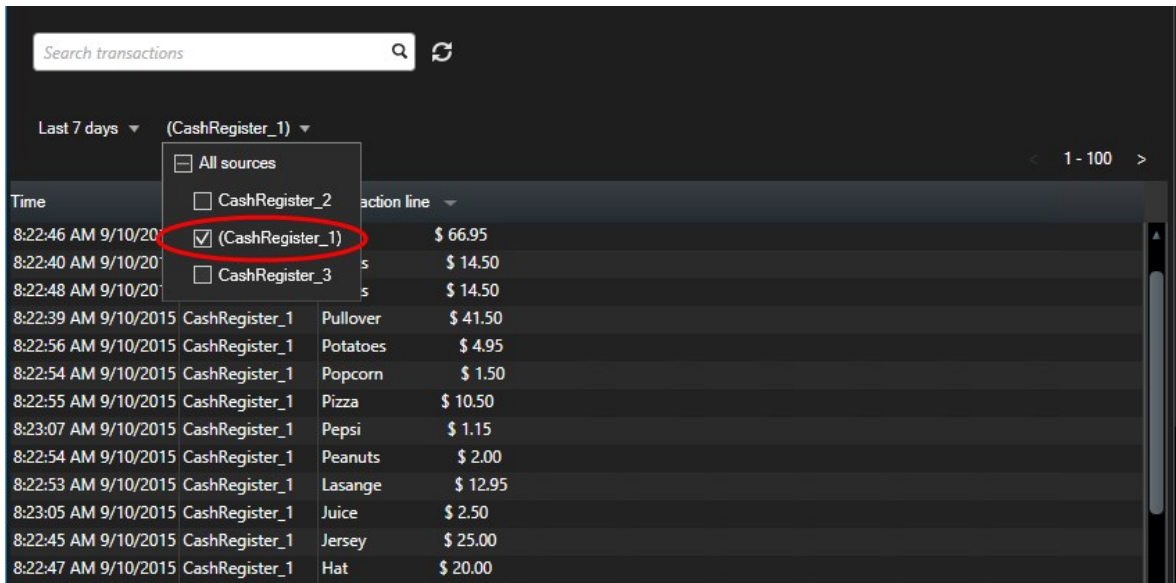 Search transactions
Last 7 days (CashRegister_1)
1 - 100 >
All sources
CashRegister_2
(CashRegister_1)
CashRegister_3
Time action line
8:22:46 AM 9/10/20 $ 66.95
8:22:40 AM 9/10/20 s $ 14.50
8:22:48 AM 9/10/20 s $ 14.50
8:22:39 AM 9/10/2015 CashRegister_1 Pullover $ 41.50
8:22:56 AM 9/10/2015 CashRegister_1 Potatoes $ 4.95
8:22:54 AM 9/10/2015 CashRegister_1 Popcorn $ 1.50
8:22:55 AM 9/10/2015 CashRegister_1 Pizza $ 10.50
8:23:07 AM 9/10/2015 CashRegister_1 Pepsi $ 1.15
8:22:54 AM 9/10/2015 CashRegister_1 Peanuts $ 2.00
8:22:53 AM 9/10/2015 CashRegister_1 Lasange $ 12.95
8:23:05 AM 9/10/2015 CashRegister_1 Juice $ 2.50
8:22:45 AM 9/10/2015 CashRegister_1 Jersey $ 25.00
8:22:47 AM 9/10/2015 CashRegister_1 Hat $ 20.00